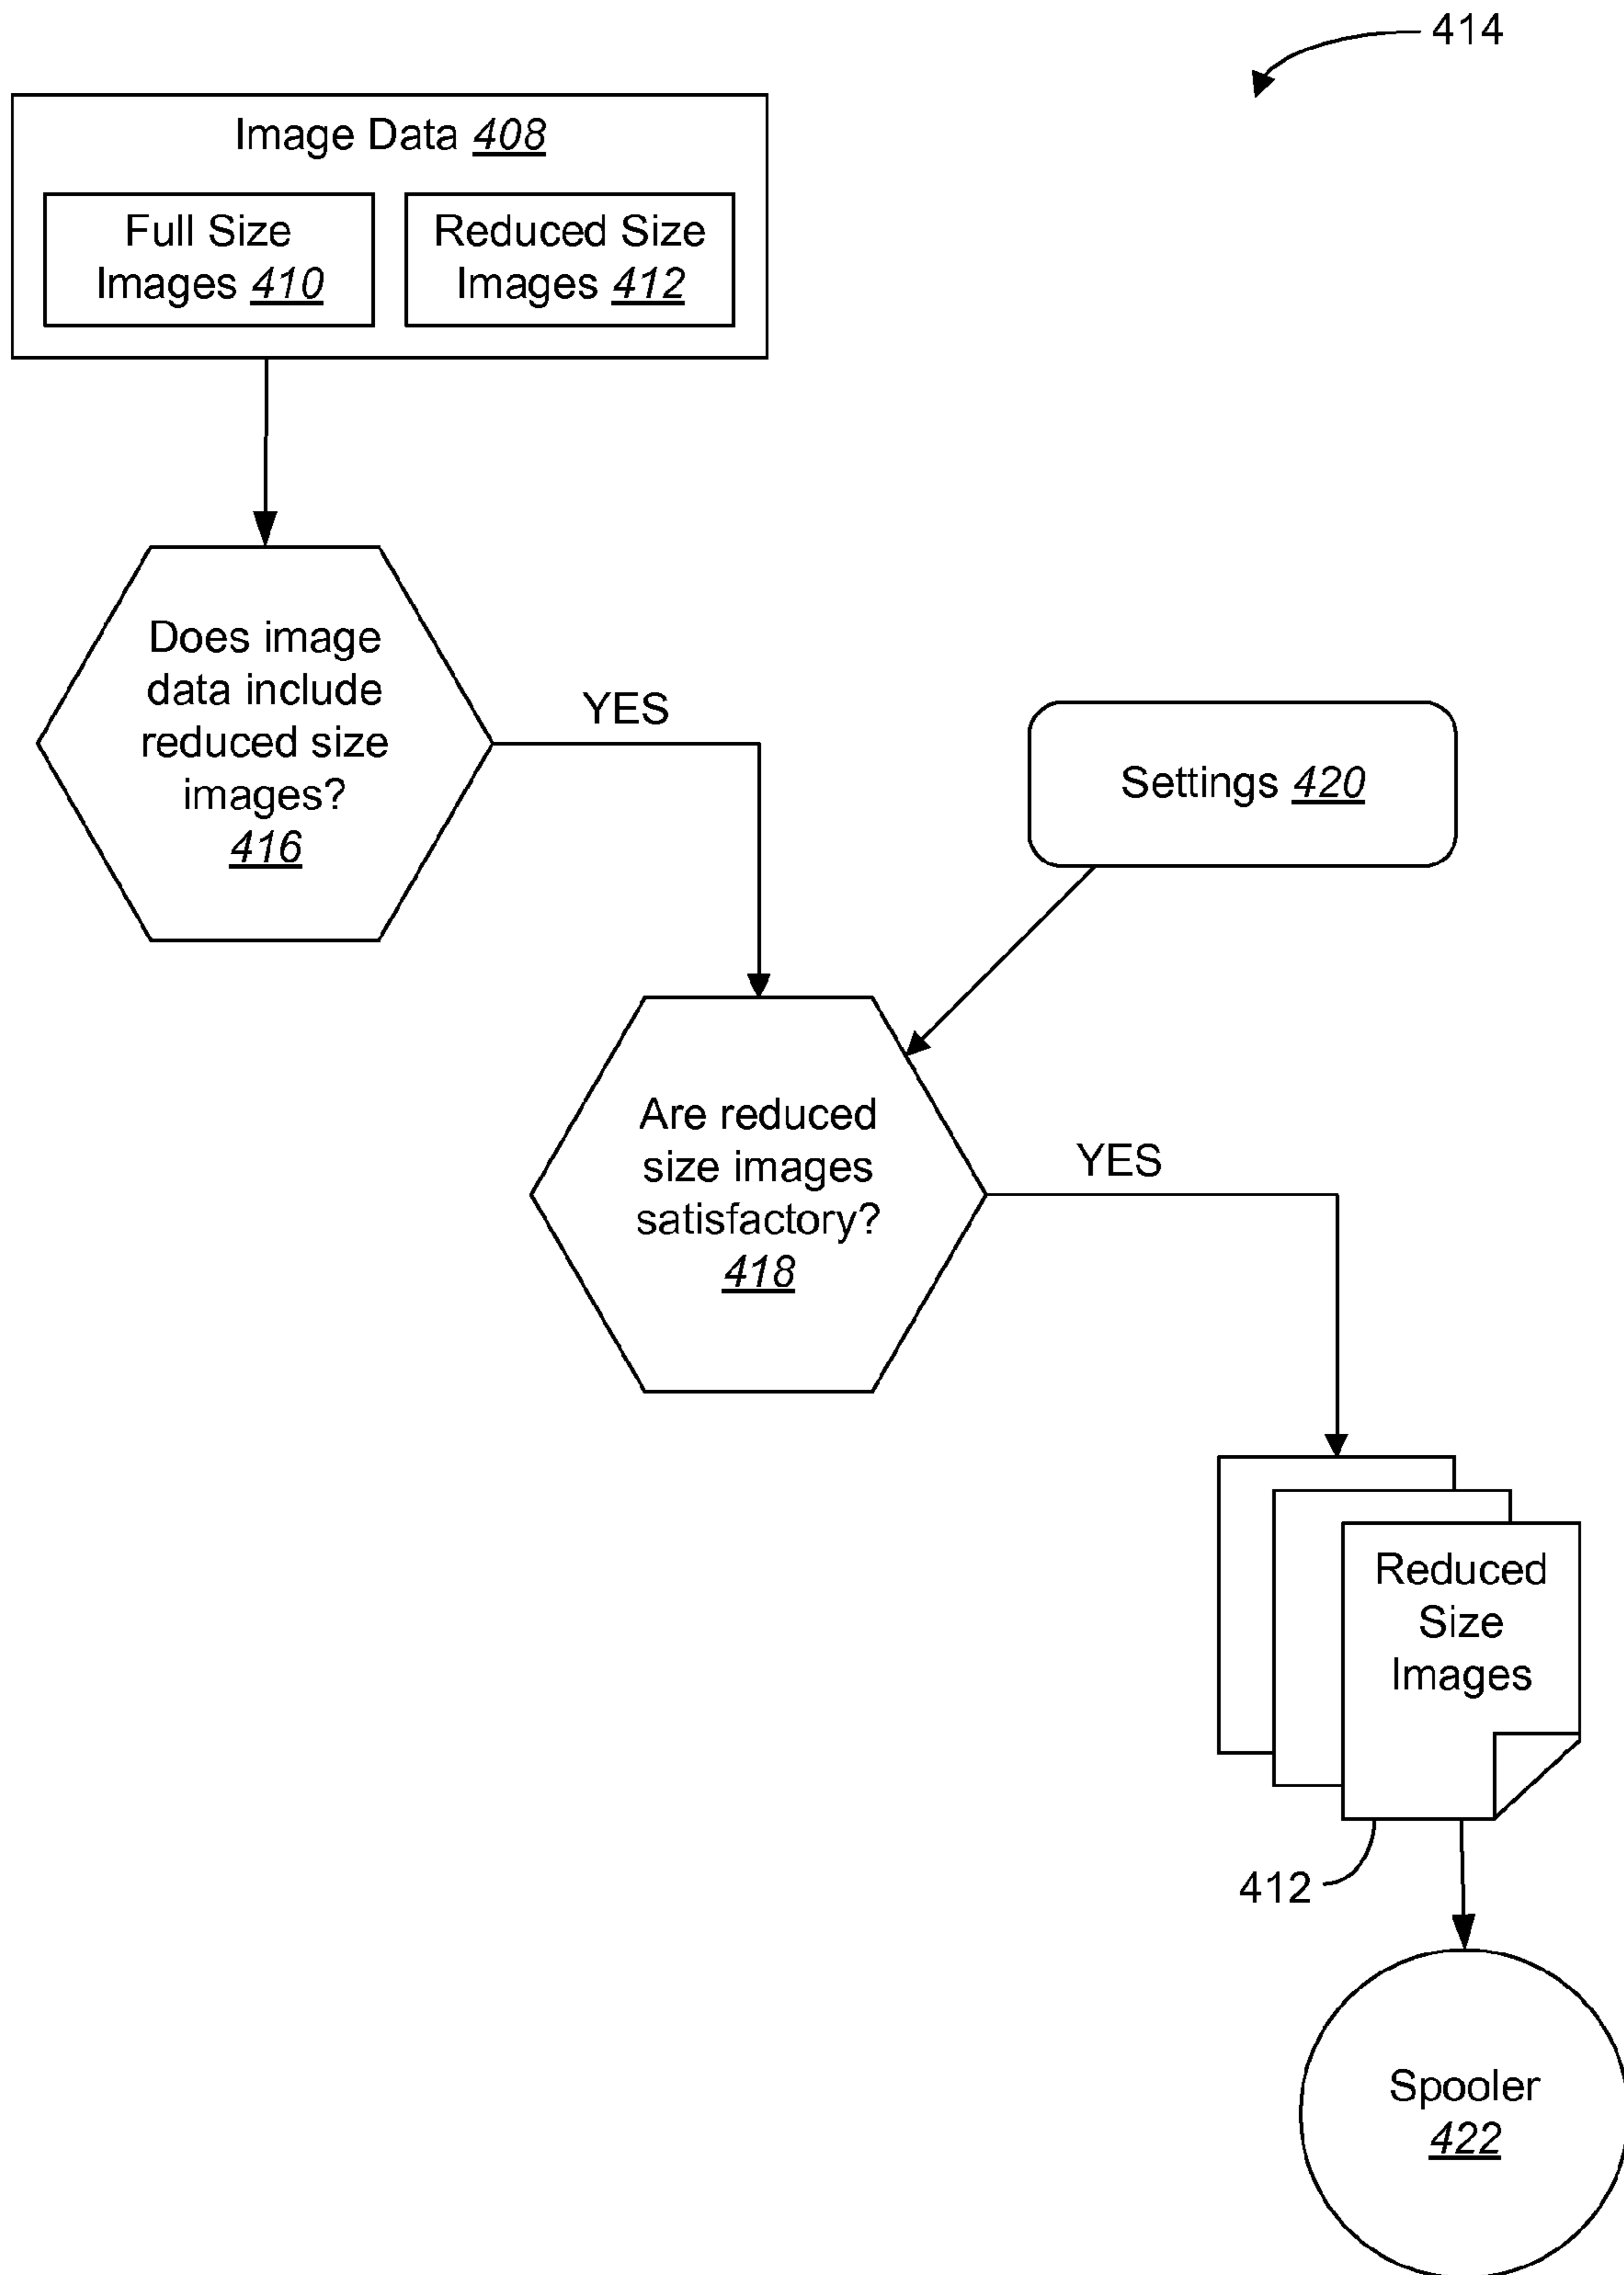 414
Image Data 408
Full Size
Images 410
Reduced Size
Images 412
Does image
data include
reduced size
images?
416
YES
Settings 420
Are reduced
size images
satisfactory?
418
YES
Reduced
Size
Images
412
Spooler
422